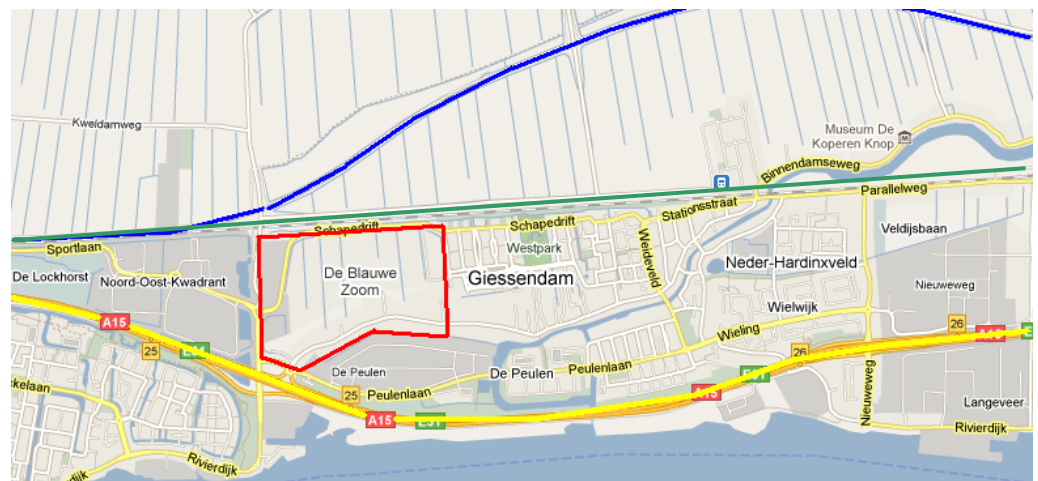 Kweldamweg
Museum De
Koperen Knop
Binnendamseweg
Parallelweg
Stationsstraat
Schapedrift
Schapedrift
Sportlaan
Westpark
Weideveld
Veldijsbaan
De Lockhorst
Noord-Oost-Kwadrant
De Blauwe
Zoom
Giessendam
Neder-Hardinxveld
Nieuweweg
Wielwijk
A15
25
E31
Wieling
26
A15
26
De Peulen
De Peulen
Peulenlaan
E31
25
Peulenlaan
A15
Nieuweweg
Langeveer
A15
E31
Rivierdijk
Rivierdijk